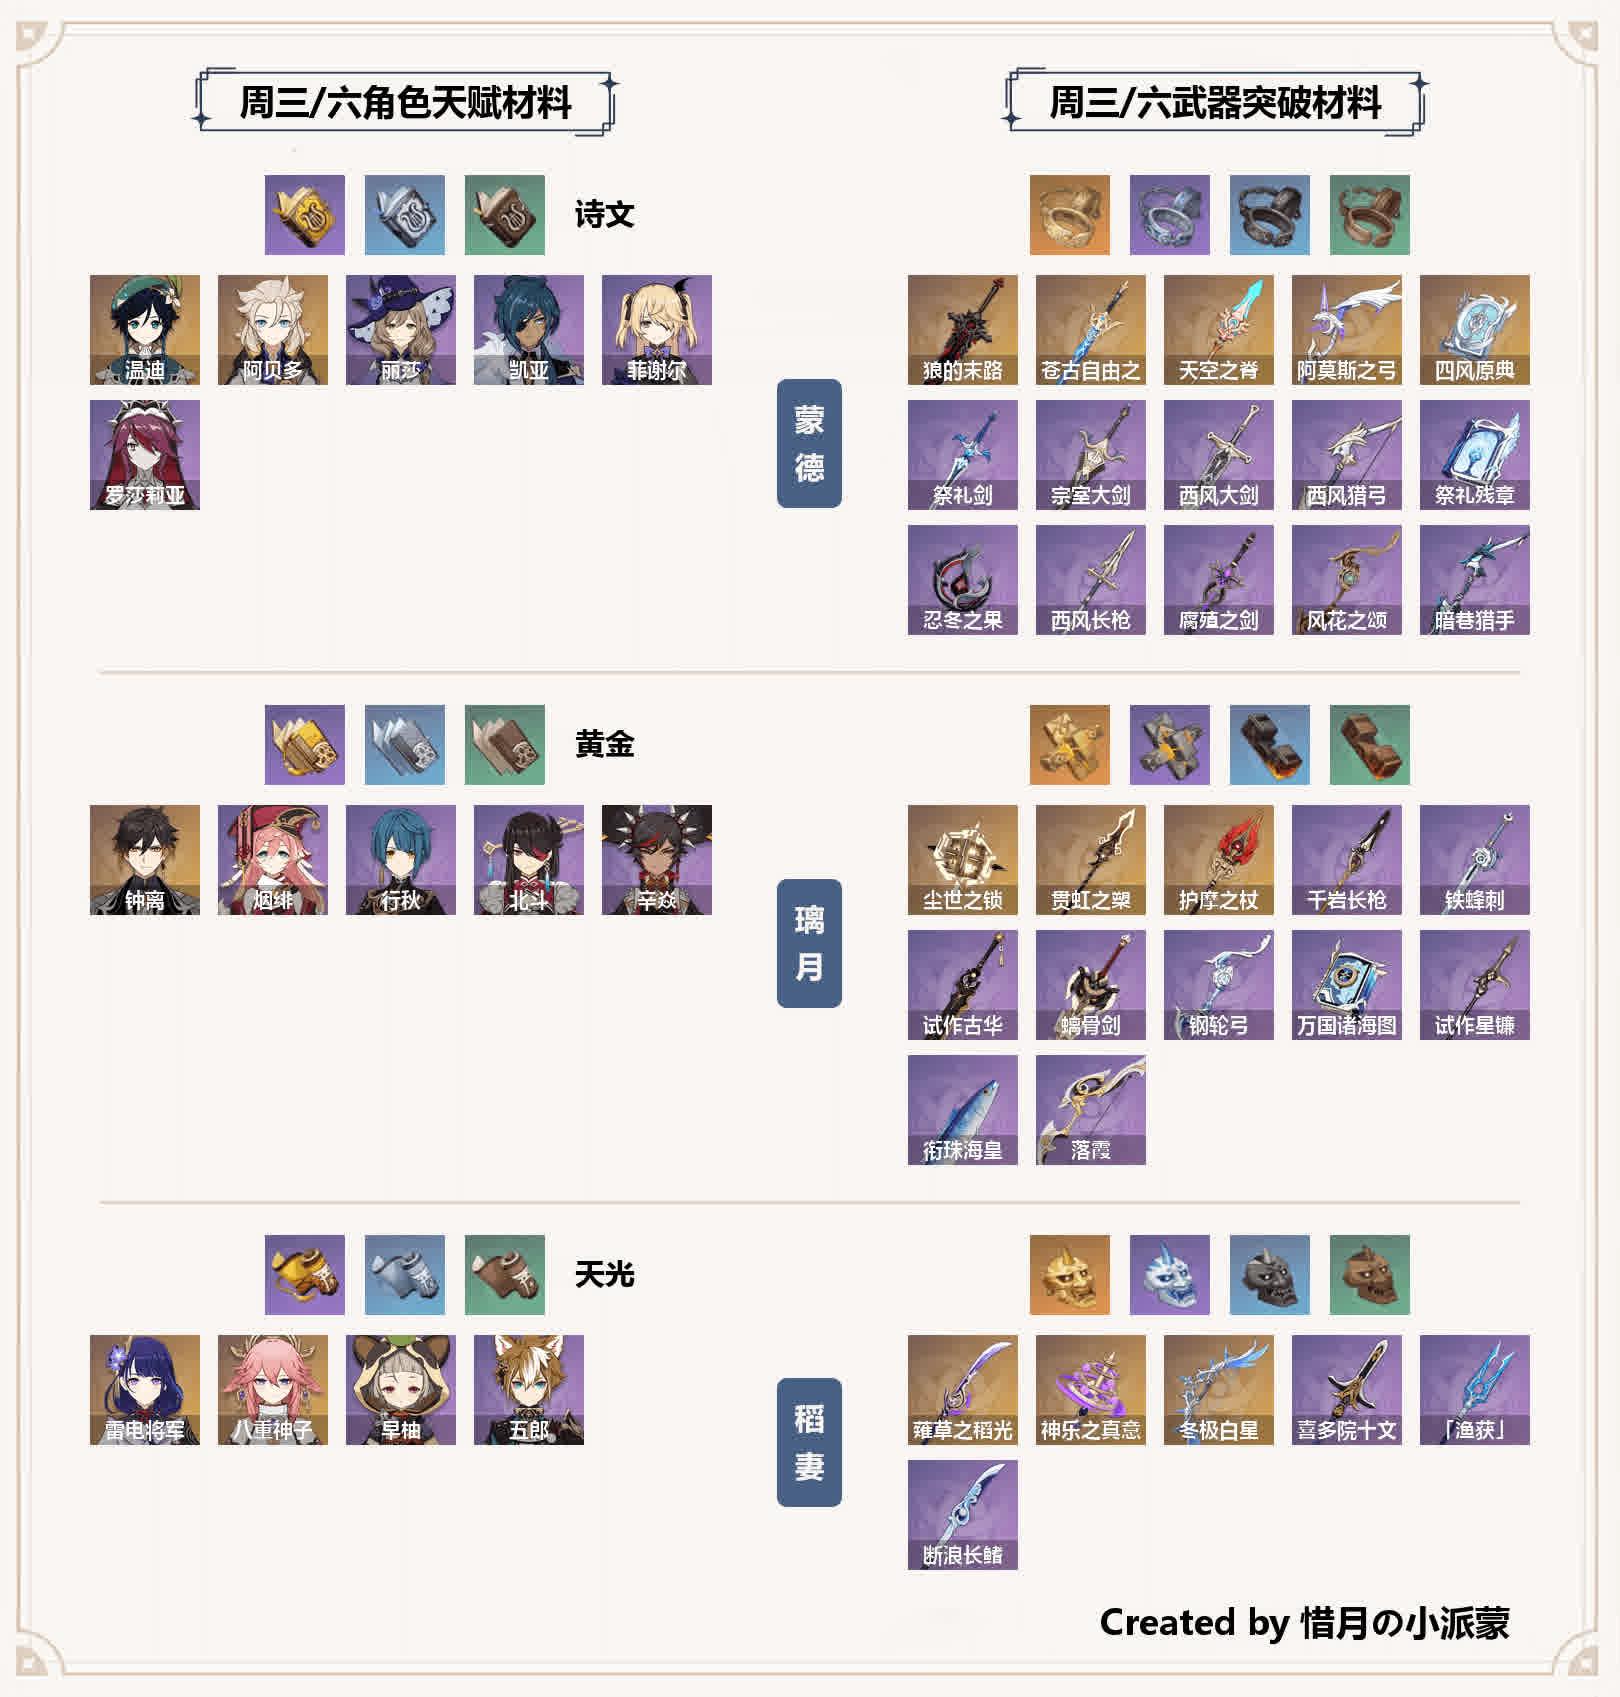 周三/六角色天赋材料
周三/六武器突破材料
诗文
温迪 阿贝多 丽莎 凯亚 菲谢尔
罗莎莉亚
蒙德
狼的末路 苍古自由之 天空之脊 阿莫斯之弓 四风原典
祭礼剑 宗室大剑 西风大剑 西风猎弓 祭礼残章
忍冬之果 西风长枪 腐殖之剑 风花之颂 暗巷猎手
黄金
钟离 烟绯 行秋 北斗 辛焱
璃月
尘世之锁 贯虹之槊 护摩之杖 千岩长枪 铁蜂刺
试作古华 螭骨剑 钢轮弓 万国诸海图 试作星镰
衔珠海皇 落霞
天光
雷电将军 八重神子 早柚 五郎
稻妻
薙草之稻光 神乐之真意 冬极白星 喜多院十文 「渔获」
断浪长鳍
Created by 惜月の小派蒙